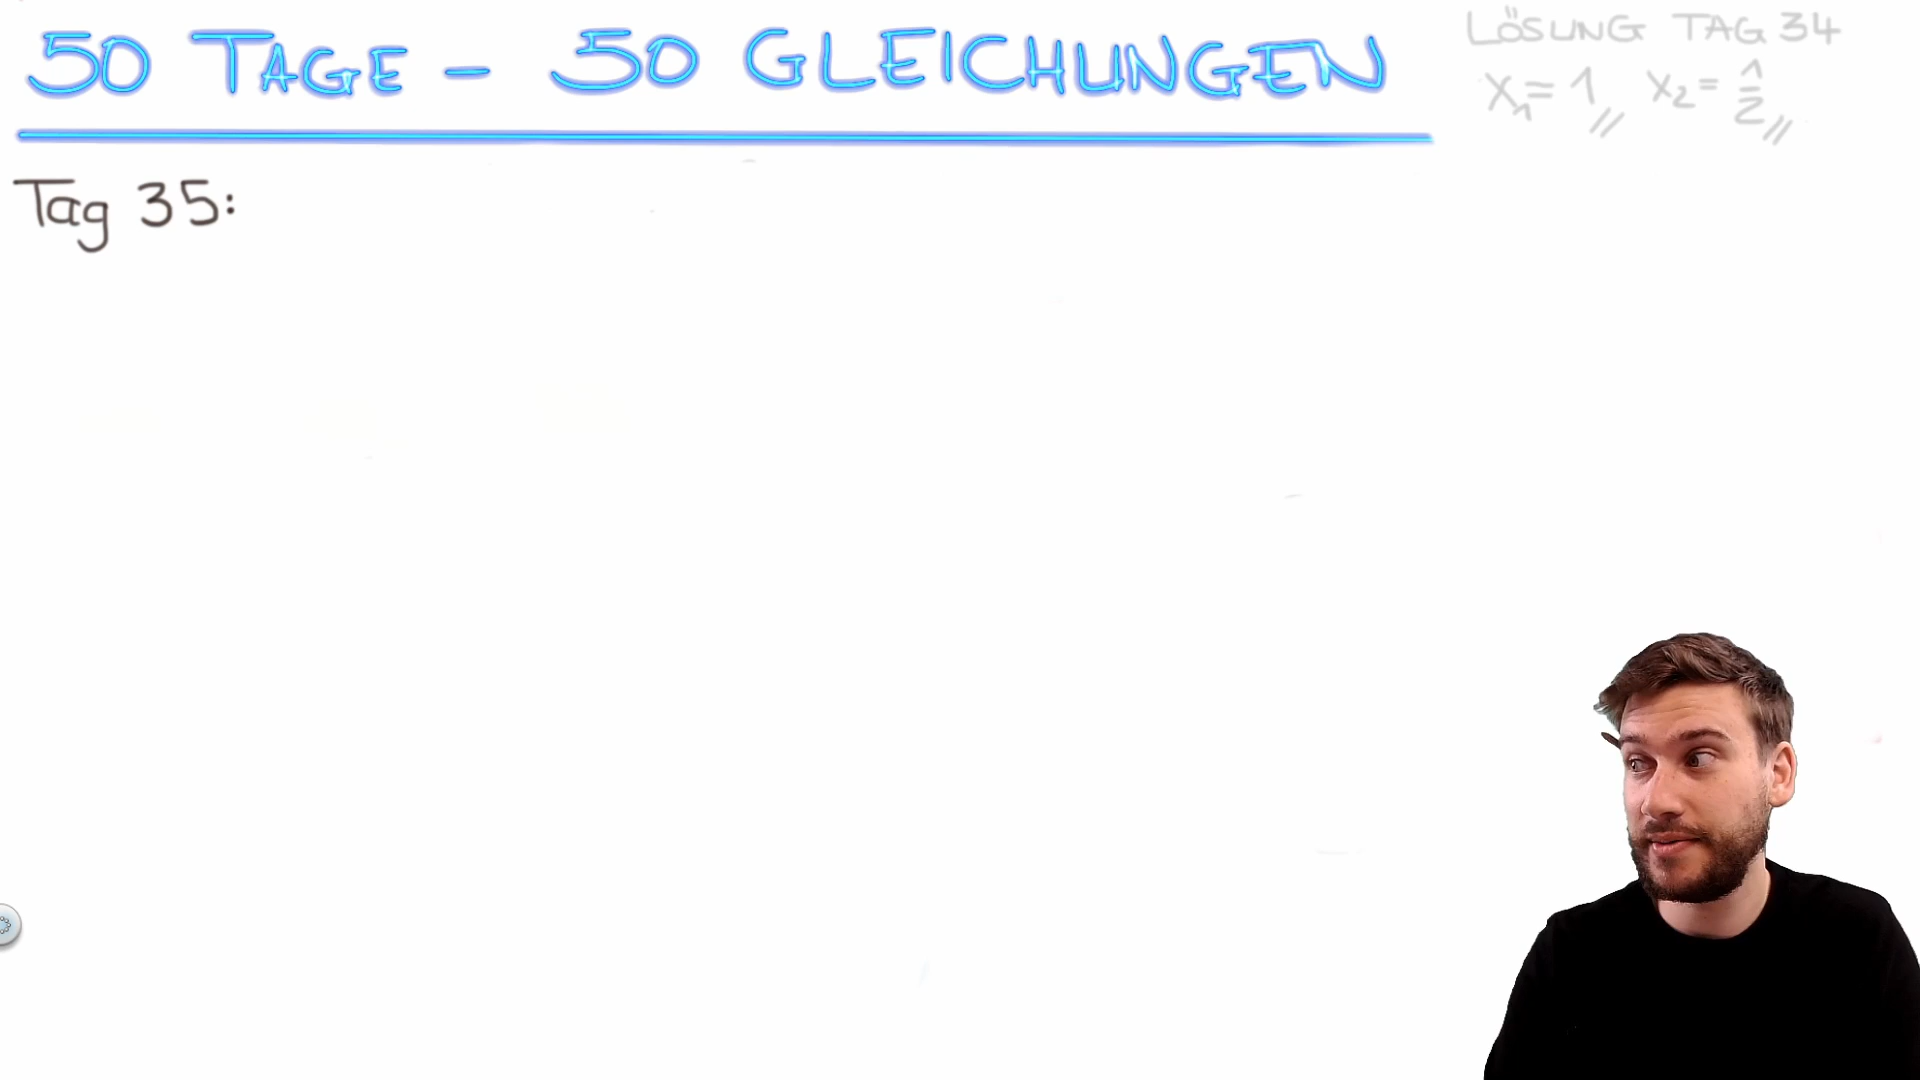 50 TAGE - 50 GLEICHUNGEN
LÖSUNG TAG 34
x₁ = 1 x₂ = 1/2
Tag 35: